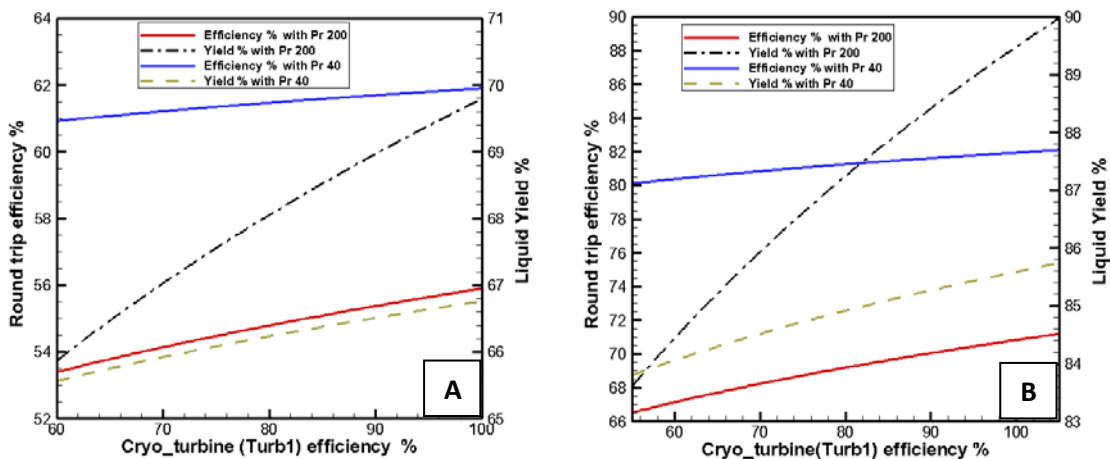 64
62
60
58
56
54
52
Round trip efficiency %
Efficiency % with Pr 200
Yield % with Pr 200
Efficiency % with Pr 40
Yield % with Pr 40
71
70
69
68
67
66
65
Liquid Yield %
A
60 70 80 90 100
Cryo_turbine (Turb1) efficiency %
90
88
86
84
82
80
78
76
74
72
70
68
66
Round trip efficiency %
Efficiency % with Pr 200
Yield % with Pr 200
Efficiency % with Pr 40
Yield % with Pr 40
90
89
88
87
86
85
84
83
Liquid Yield %
B
60 70 80 90 100
Cryo_turbine(Turb1) efficiency %